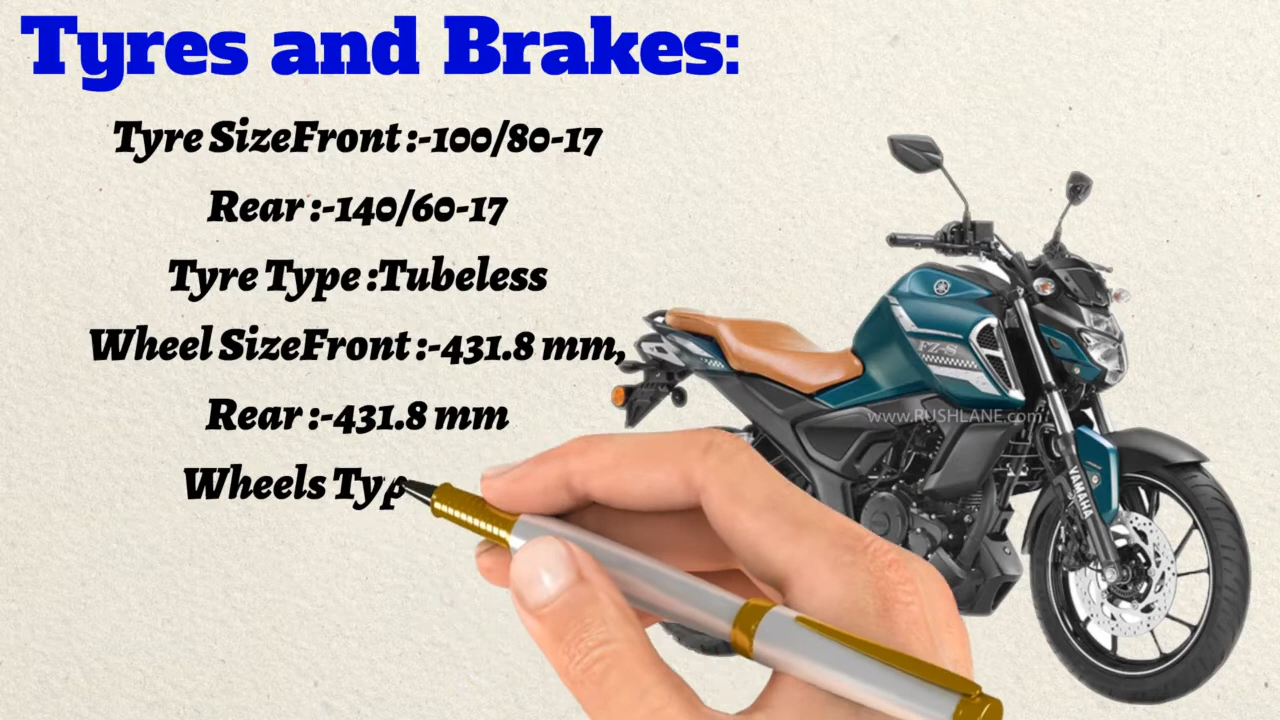 Tyres and Brakes:
Tyre SizeFront :-100/80-17
Rear :-140/60-17
Tyre Type :Tubeless
Wheel SizeFront :-431.8 mm,
Rear :-431.8 mm
Wheels Typ
FZ-S
www.RUSHLANE.com
YAMAHA